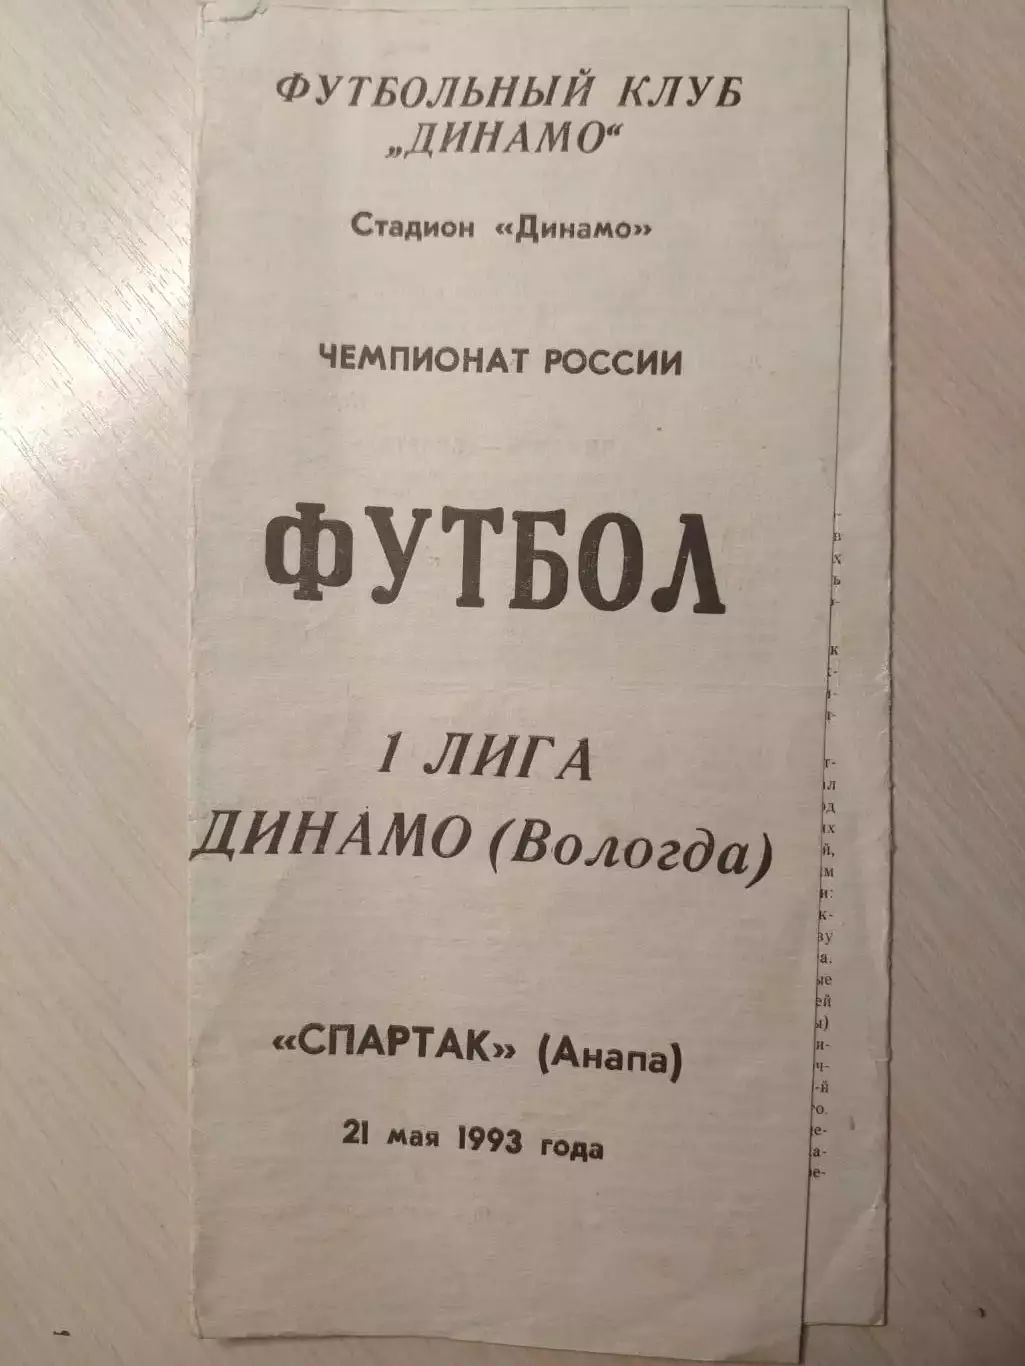 ФУТБОЛЬНЫЙ КЛУБ
„ДИНАМО“
Стадион «Динамо»
ЧЕМПИОНАТ РОССИИ
ФУТБОЛ
1 ЛИГА
ДИНАМО (Вологда)
«СПАРТАК» (Анапа)
21 мая 1993 года